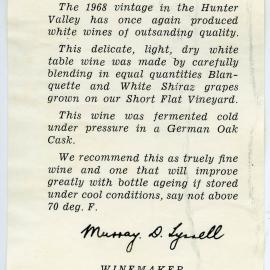 The 1968 vintage in the Hunter
Valley has once again produced
white wines of outsanding quality.
This delicate, light, dry white
table wine was made by carefully
blending in equal quantities Blan-
quette and White Shiraz grapes
grown on our Short Flat Vineyard.
This wine was fermented cold
under pressure in a German Oak
Cask.
We recommend this as truely fine
wine and one that will improve
greatly with bottle ageing if stored
under cool conditions, say not above
70 deg. F.
Murray D. Tyrrell
WINEMAKER